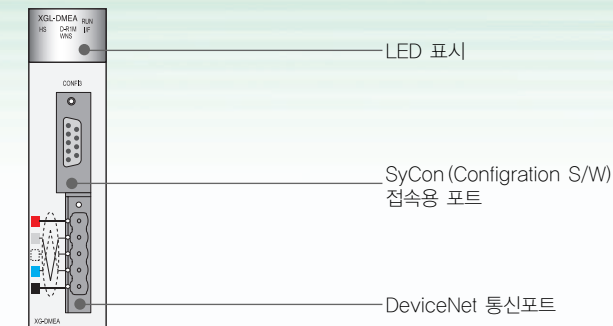 XGL-DMEA RUN
HS D-R1M I/F
WNS
LED 표시
CONFIG
SyCon(Configration S/W)
접속용 포트
DeviceNet 통신포트
XG-DMEA